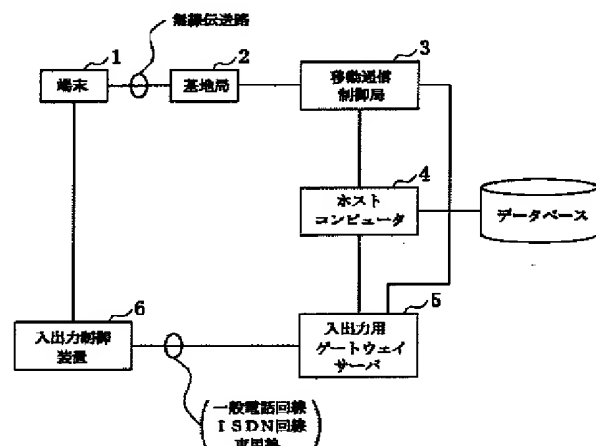 無線伝送路
1
2
3
端末
基地局
移動通信
制御局
4
ホスト
コンピュータ
データベース
6
5
入出力制御
装置
入出力用
ゲートウェイ
サーバ
一般電話回線
ISDN回線